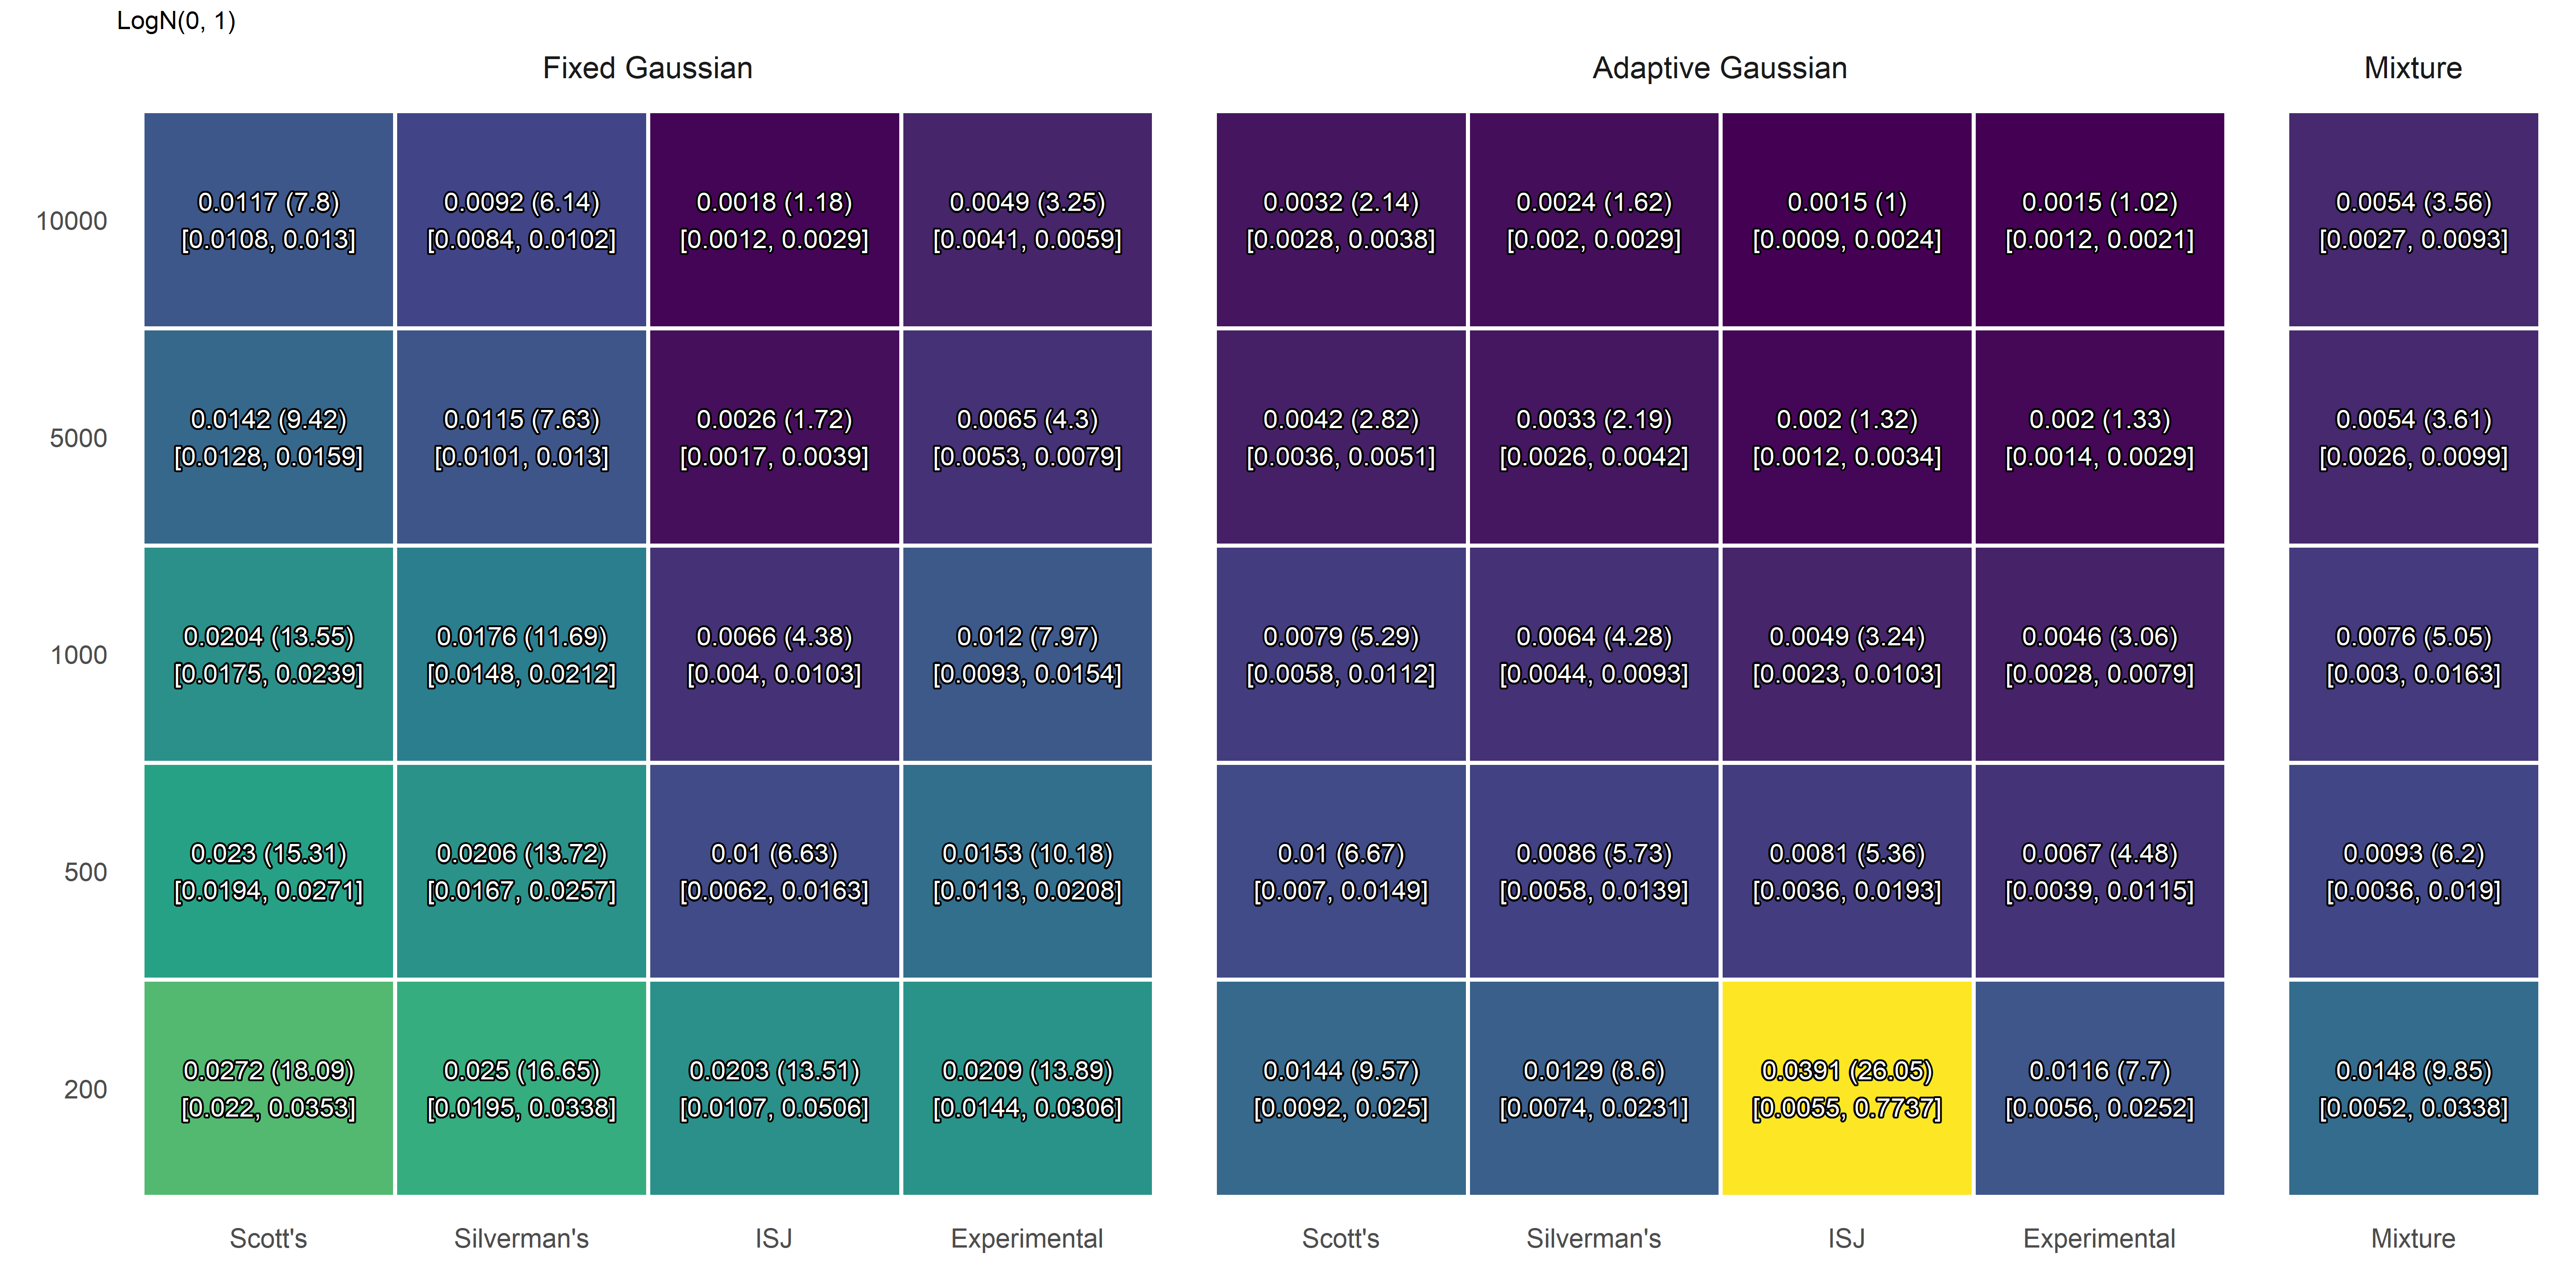 LogN(0, 1)
Fixed Gaussian Adaptive Gaussian Mixture
10000 0.0117 (7.8) 0.0092 (6.14) 0.0018 (1.18) 0.0049 (3.25) 0.0032 (2.14) 0.0024 (1.62) 0.0015 (1) 0.0015 (1.02) 0.0054 (3.56)
[0.0108, 0.013] [0.0084, 0.0102] [0.0012, 0.0029] [0.0041, 0.0059] [0.0028, 0.0038] [0.002, 0.0029] [0.0009, 0.0024] [0.0012, 0.0021] [0.0027, 0.0093]
5000 0.0142 (9.42) 0.0115 (7.63) 0.0026 (1.72) 0.0065 (4.3) 0.0042 (2.82) 0.0033 (2.19) 0.002 (1.32) 0.002 (1.33) 0.0054 (3.61)
[0.0128, 0.0159] [0.0101, 0.013] [0.0017, 0.0039] [0.0053, 0.0079] [0.0036, 0.0051] [0.0026, 0.0042] [0.0012, 0.0034] [0.0014, 0.0029] [0.0026, 0.0099]
1000 0.0204 (13.55) 0.0176 (11.69) 0.0066 (4.38) 0.012 (7.97) 0.0079 (5.29) 0.0064 (4.28) 0.0049 (3.24) 0.0046 (3.06) 0.0076 (5.05)
[0.0175, 0.0239] [0.0148, 0.0212] [0.004, 0.0103] [0.0093, 0.0154] [0.0058, 0.0112] [0.0044, 0.0093] [0.0023, 0.0103] [0.0028, 0.0079] [0.003, 0.0163]
500 0.023 (15.31) 0.0206 (13.72) 0.01 (6.63) 0.0153 (10.18) 0.01 (6.67) 0.0086 (5.73) 0.0081 (5.36) 0.0067 (4.48) 0.0093 (6.2)
[0.0194, 0.0271] [0.0167, 0.0257] [0.0062, 0.0163] [0.0113, 0.0208] [0.007, 0.0149] [0.0058, 0.0139] [0.0036, 0.0193] [0.0039, 0.0115] [0.0036, 0.019]
200 0.0272 (18.09) 0.025 (16.65) 0.0203 (13.51) 0.0209 (13.89) 0.0144 (9.57) 0.0129 (8.6) 0.0391 (26.05) 0.0116 (7.7) 0.0148 (9.85)
[0.022, 0.0353] [0.0195, 0.0338] [0.0107, 0.0506] [0.0144, 0.0306] [0.0092, 0.025] [0.0074, 0.0231] [0.0055, 0.7737] [0.0056, 0.0252] [0.0052, 0.0338]
Scott's Silverman's ISJ Experimental Scott's Silverman's ISJ Experimental Mixture